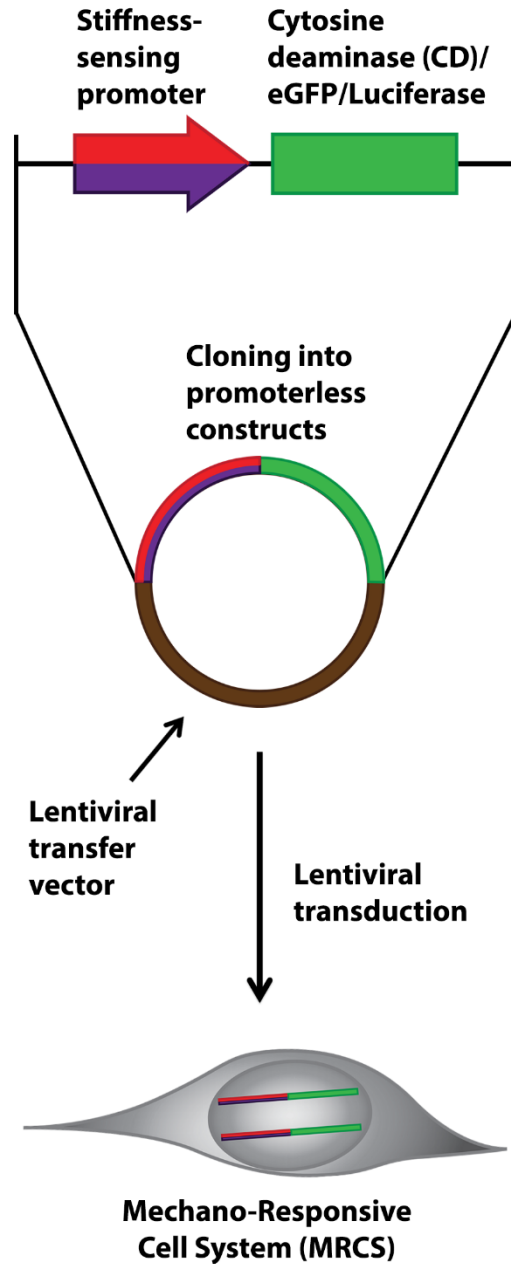 Stiffness-
sensing
promoter
Cytosine
deaminase (CD)/
eGFP/Luciferase
Cloning into
promoterless
constructs
Lentiviral
transfer
vector
Lentiviral
transduction
Mechano-Responsive
Cell System (MRCS)